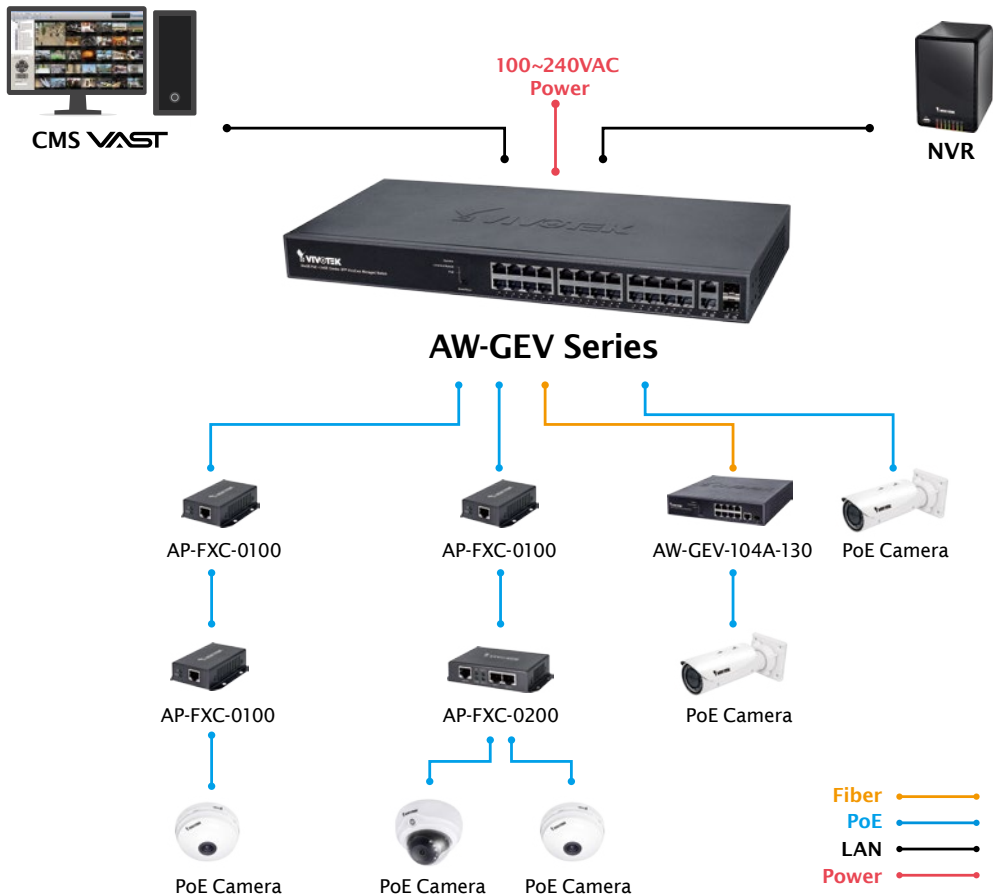 100~240VAC
Power
CMS VAST
NVR
VIVOTEK
VIVOTEK
AW-GEV Series
AP-FXC-0100
AP-FXC-0100
AW-GEV-104A-130
PoE Camera
AP-FXC-0100
AP-FXC-0200
PoE Camera
PoE Camera
PoE Camera
PoE Camera
Fiber
PoE
LAN
Power